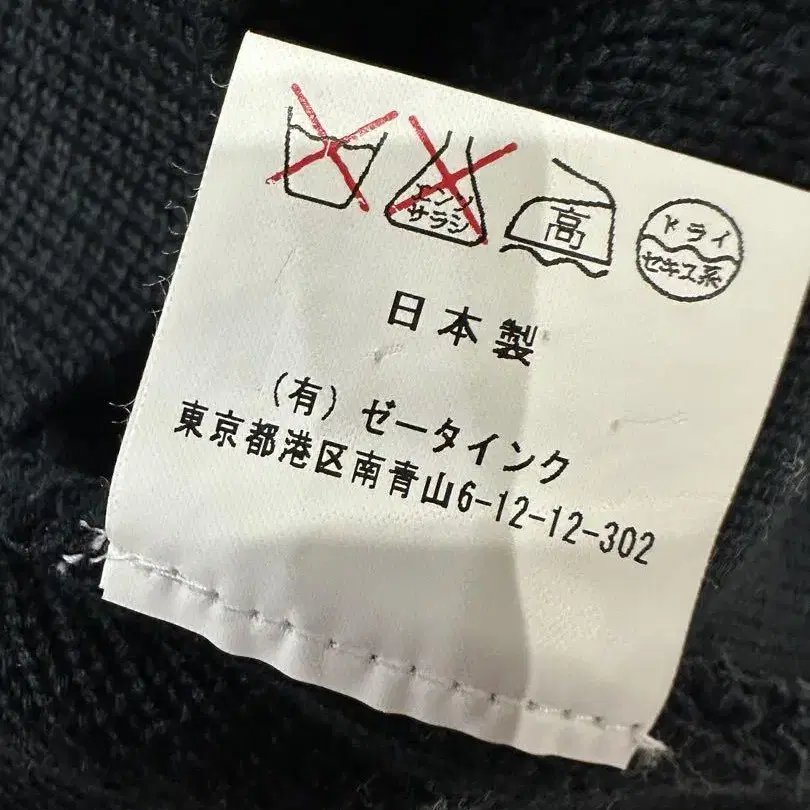 エンソ
サラシ
高
ドライ
セキユ系
日本製
(有) ゼータインク
東京都港区南青山6-12-12-302